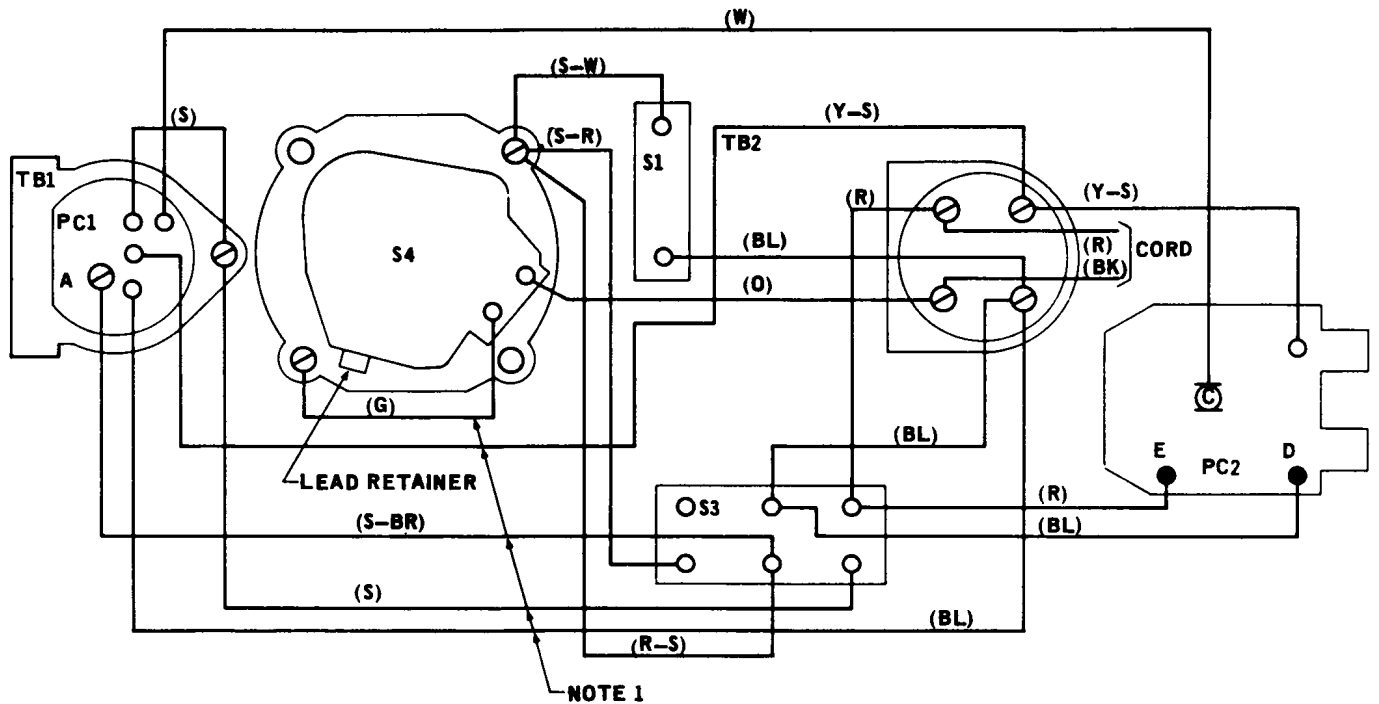 (W)
(S–W)
(S)
(S–R)
(Y–S)
TB2
S1
TB1
(R)
(Y–S)
PC1
(BL)
(R)
CORD
S4
(BK)
A
(O)
C
(G)
(BL)
E
PC2
D
LEAD RETAINER
S3
(R)
(S–BR)
(BL)
(S)
(BL)
(R–S)
NOTE 1